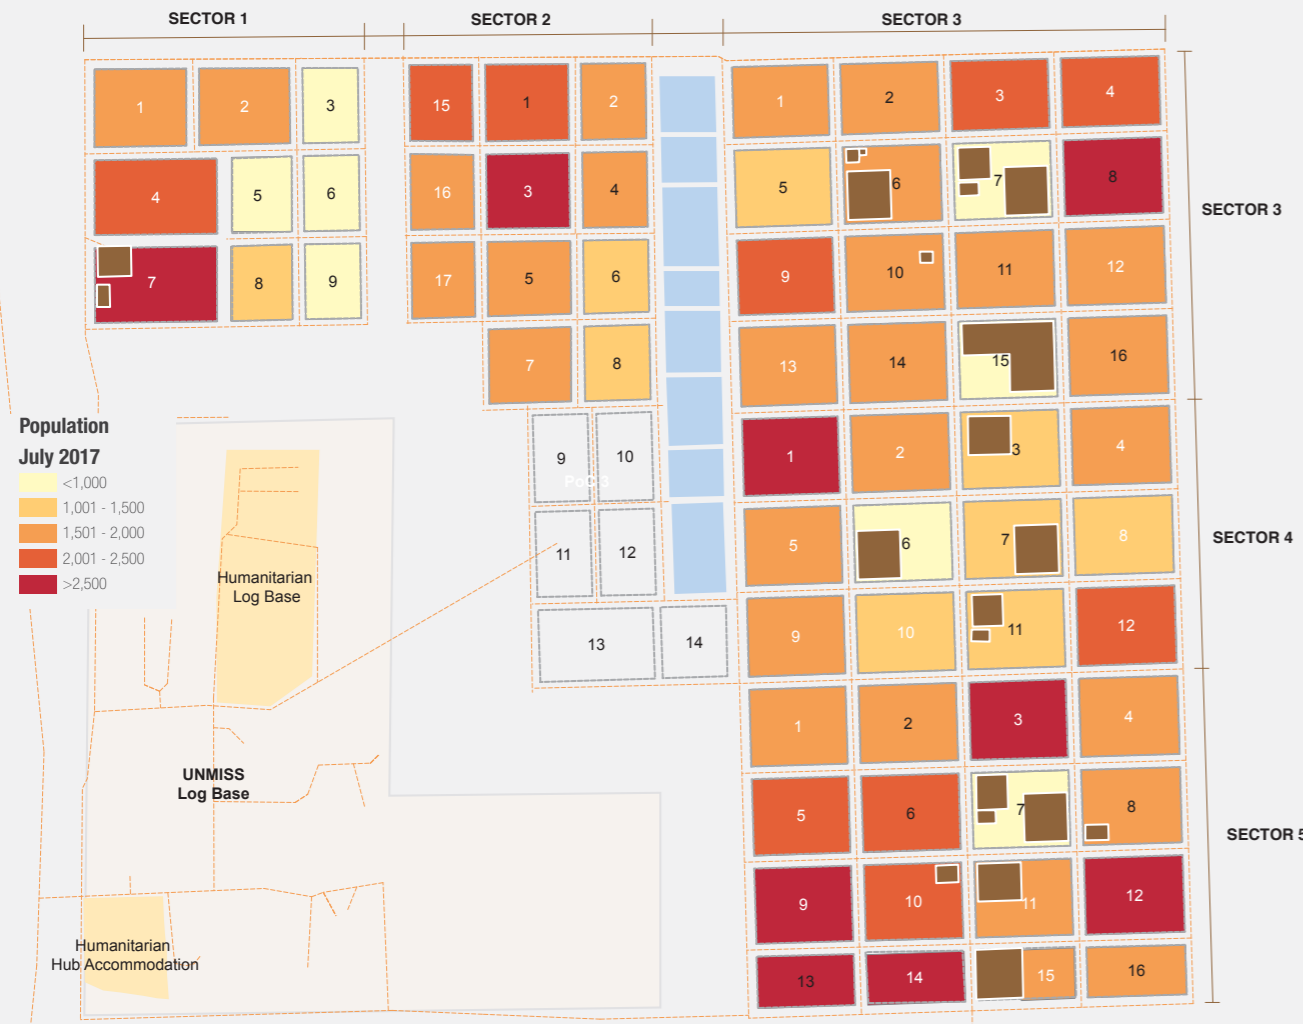 SECTOR 1
SECTOR 2
SECTOR 3
1 2 3
15 1 2
1 2 3 4
4 5 6
16 3 4
5 6 7 8
SECTOR 3
7 8 9
17 5 6
9 10 11 12
7 8
13 14 15 16
Population
July 2017
<1,000
1,001 - 1,500
1,501 - 2,000
2,001 - 2,500
>2,500
9 10
PoC 3
1 2 3 4
11 12
5 6 7 8
SECTOR 4
Humanitarian
Log Base
13 14
9 10 11 12
1 2 3 4
UNMISS
Log Base
5 6 7 8
SECTOR 5
9 10 11 12
Humanitarian
Hub Accommodation
13 14 15 16